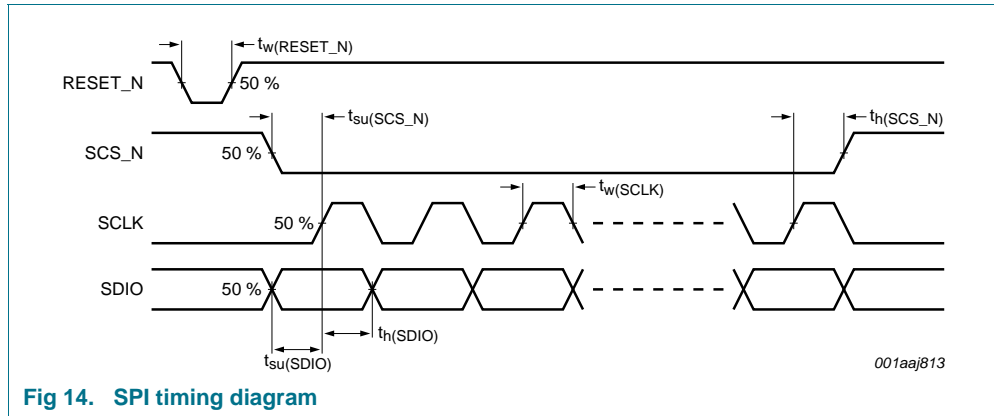 tw(RESET_N)
RESET_N
50 %
tsu(SCS_N)
th(SCS_N)
SCS_N
50 %
tw(SCLK)
SCLK
50 %
SDIO
50 %
th(SDIO)
tsu(SDIO)
001aaj813
Fig 14. SPI timing diagram